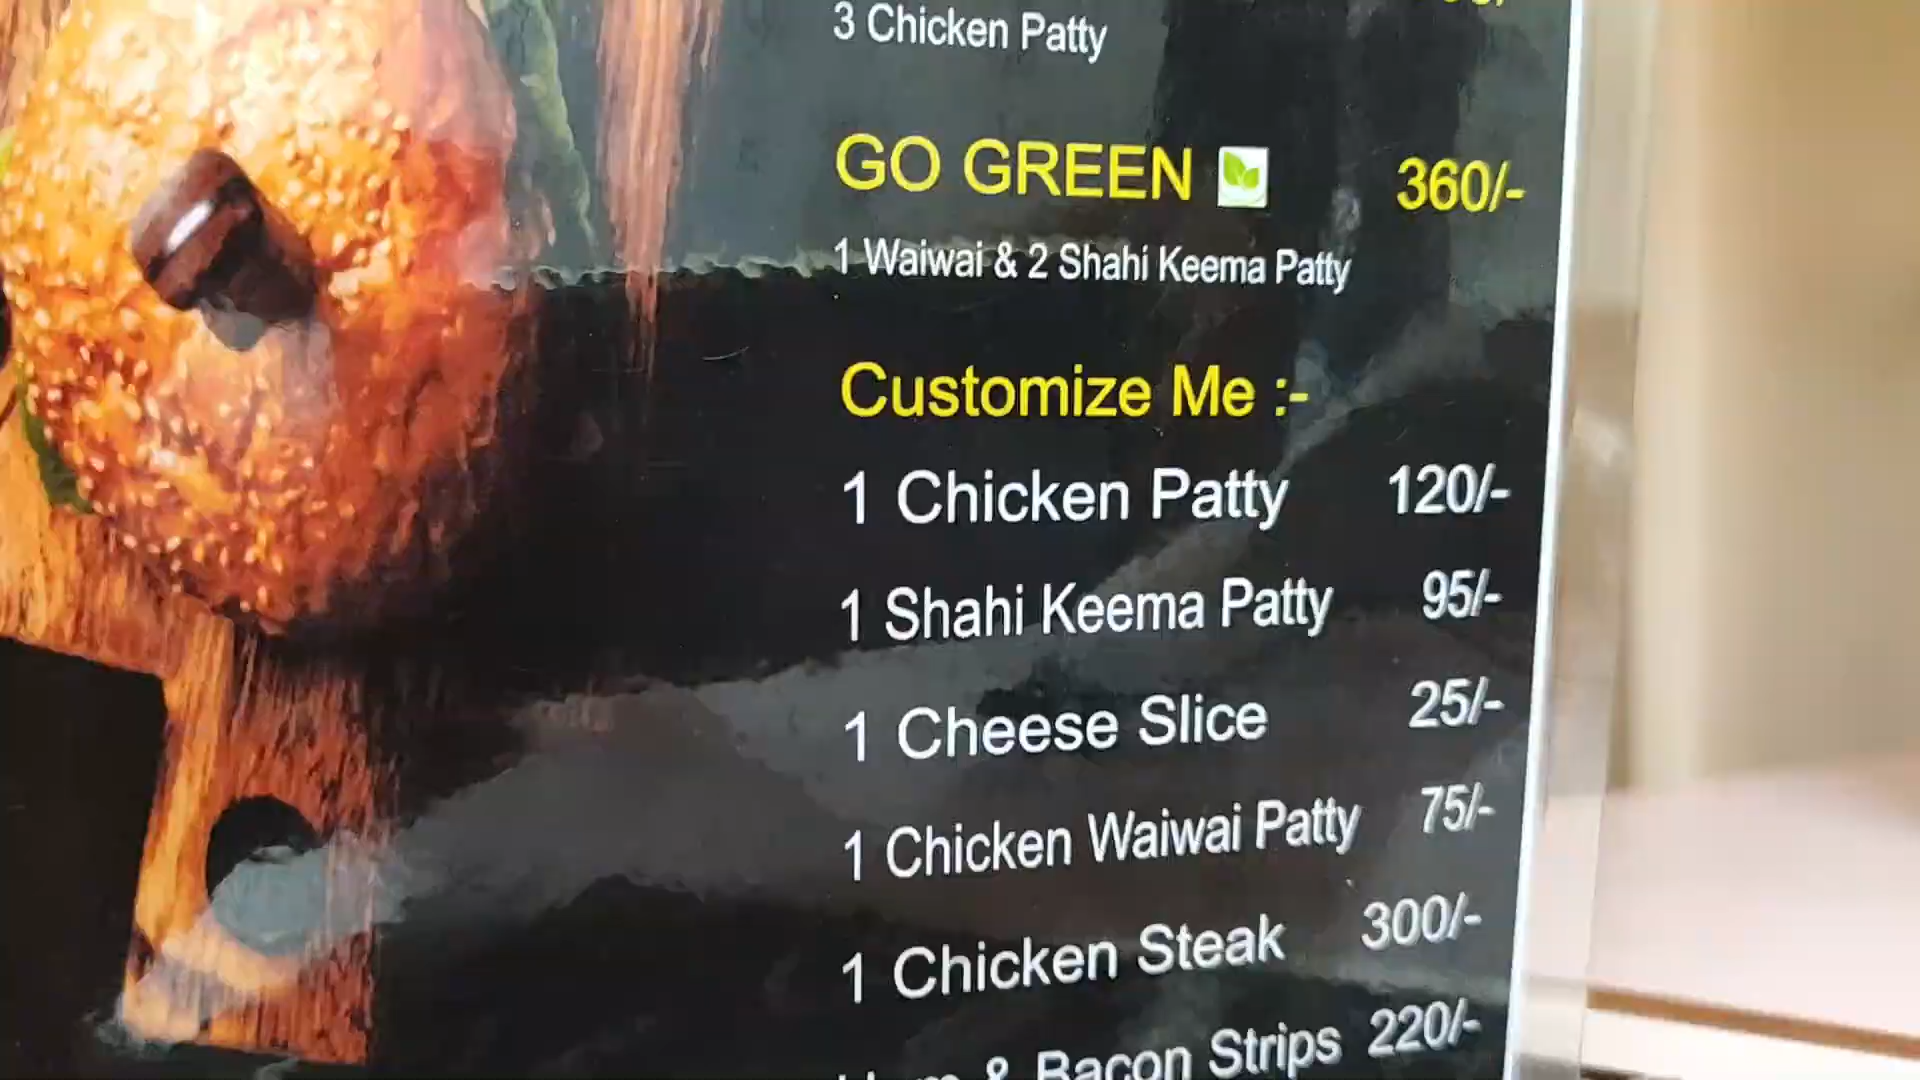 3 Chicken Patty
GO GREEN 360/-
1 Waiwai & 2 Shahi Keema Patty
Customize Me :-
1 Chicken Patty 120/-
1 Shahi Keema Patty 95/-
1 Cheese Slice 25/-
1 Chicken Waiwai Patty 75/-
1 Chicken Steak 300/-
& Bacon Strips 220/-